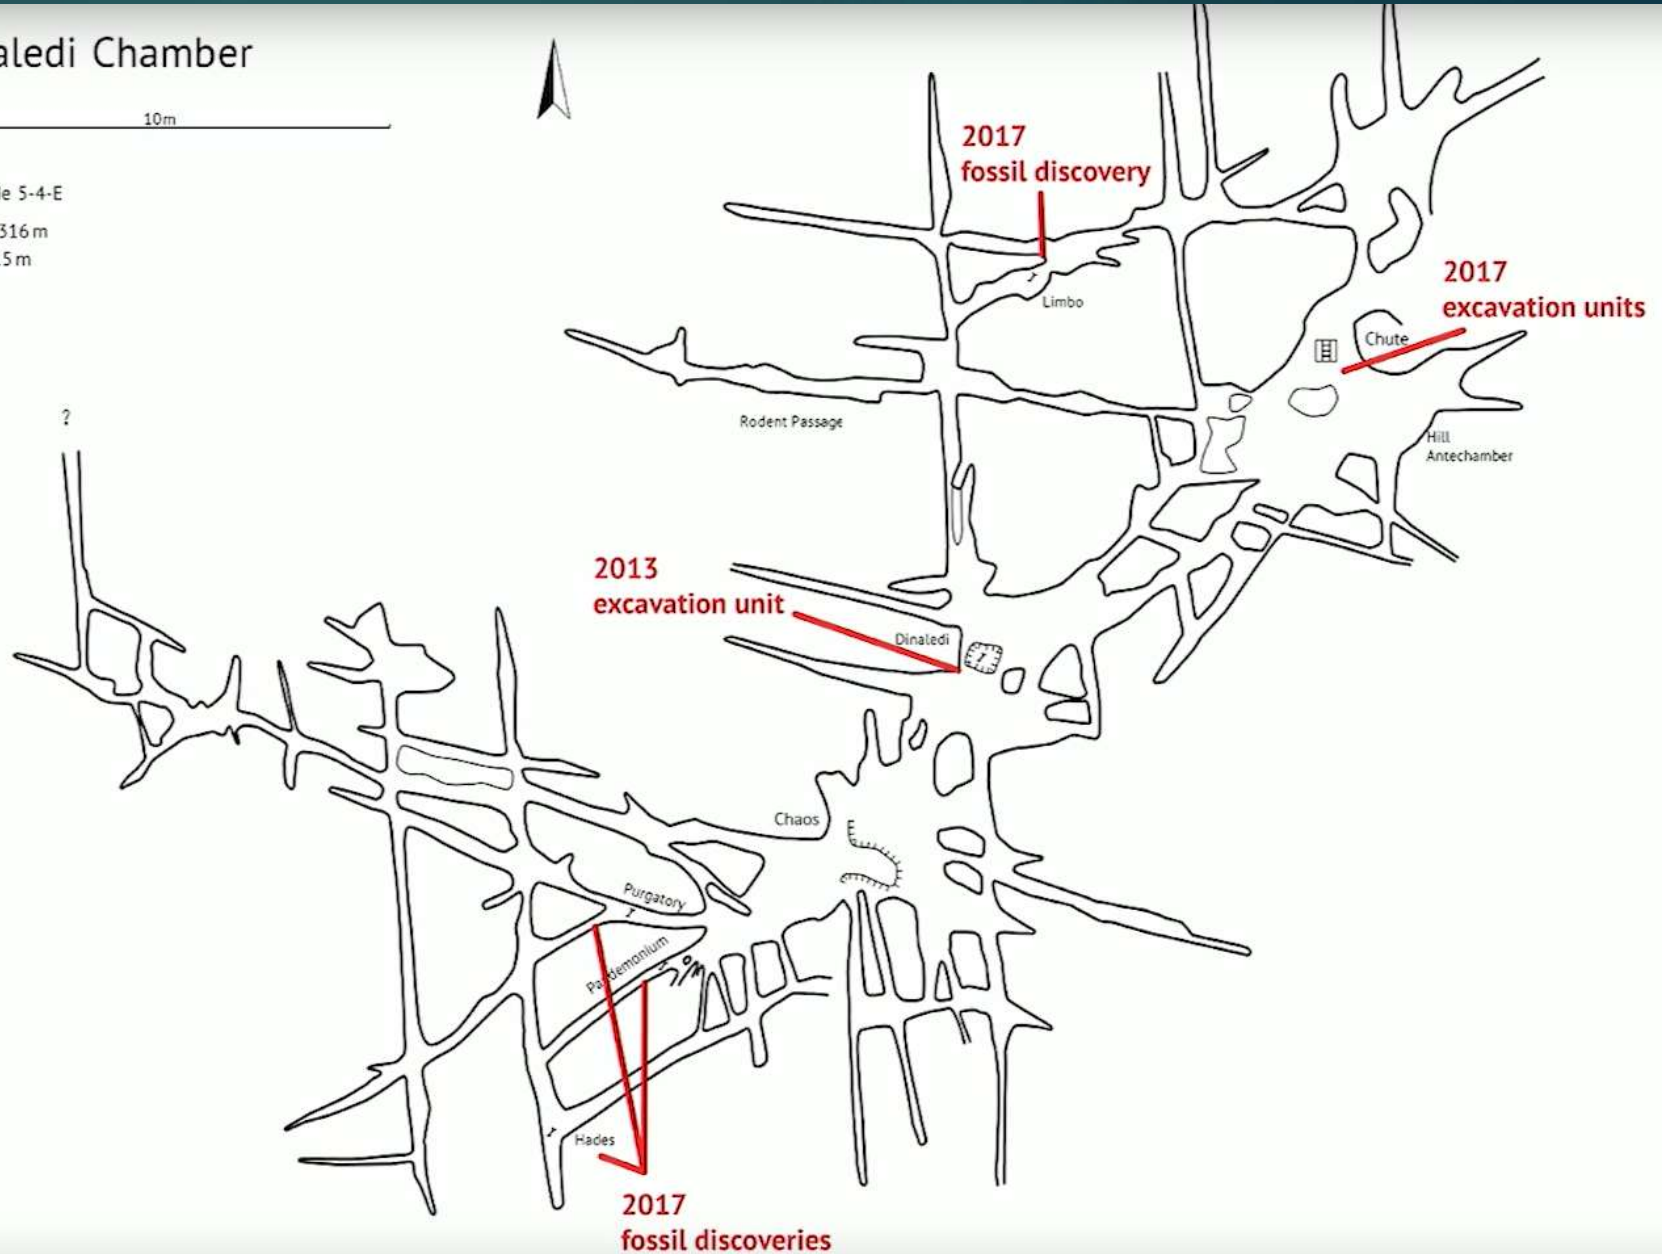 aledi Chamber
10m
e 5-4-E
316 m
5 m
2017
fossil discovery
2017
excavation units
Limbo
Chute
Rodent Passage
?
Hill
Antechamber
2013
excavation unit
Dinaledi
Chaos
Purgatory
Pandemonium
Hades
2017
fossil discoveries